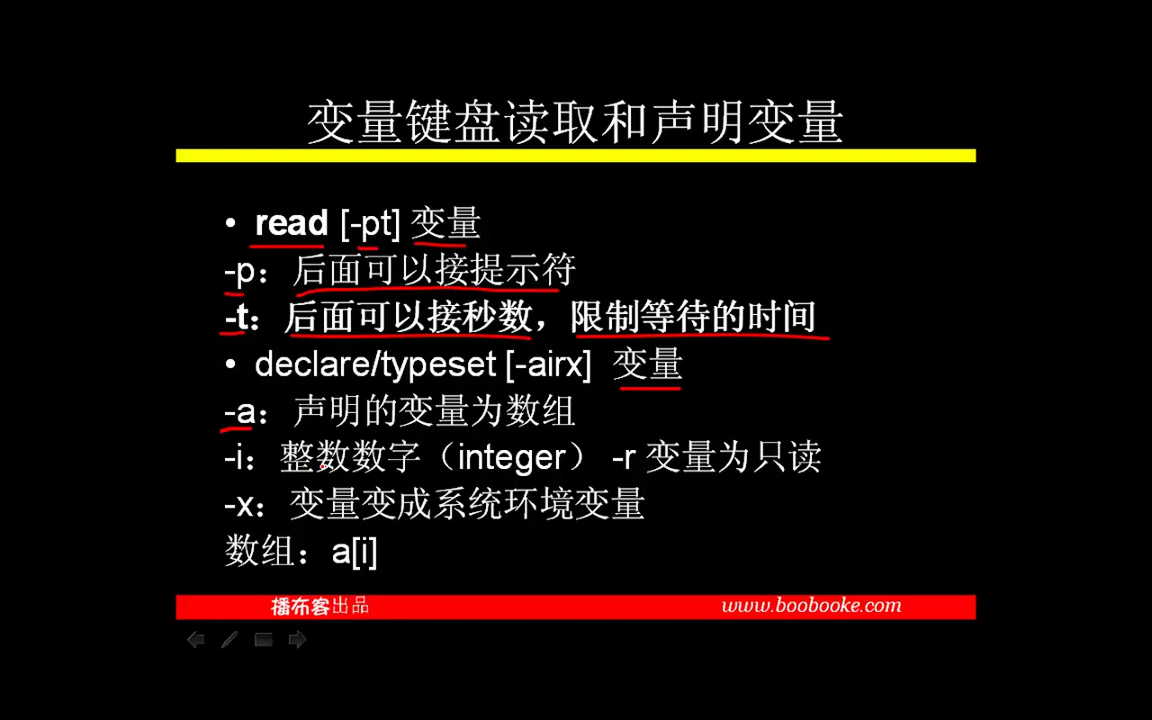 变量键盘读取和声明变量
• read [-pt] 变量
-p：后面可以接提示符
-t：后面可以接秒数，限制等待的时间
• declare/typeset [-airx] 变量
-a：声明的变量为数组
-i：整数数字（integer） -r 变量为只读
-x：变量变成系统环境变量
数组：a[i]
播布客出品 www.boobooke.com